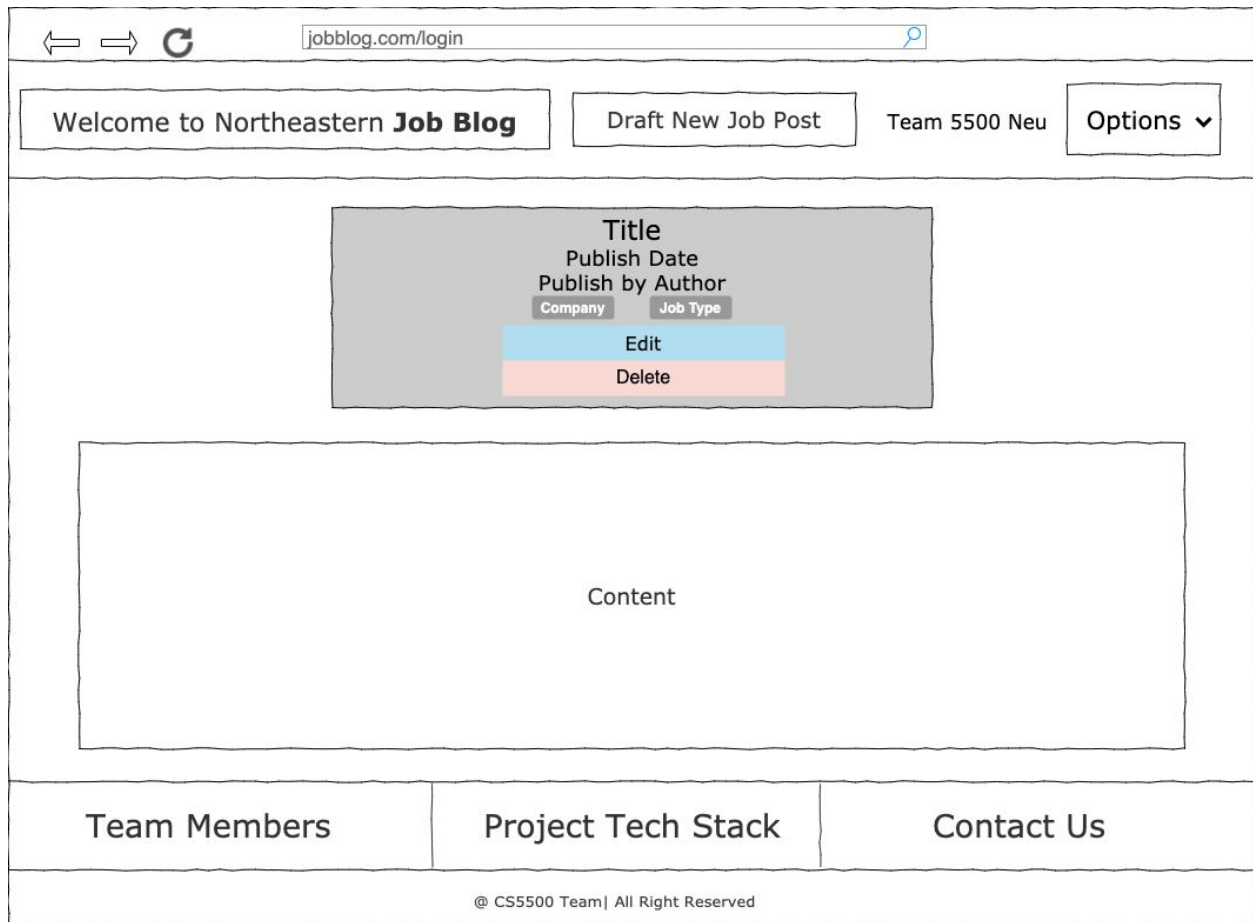 jobblog.com/login
Welcome to Northeastern Job Blog
Draft New Job Post
Team 5500 Neu
Options
Title
Publish Date
Publish by Author
Company
Job Type
Edit
Delete
Content
Team Members
Project Tech Stack
Contact Us
@ CS5500 Team| All Right Reserved